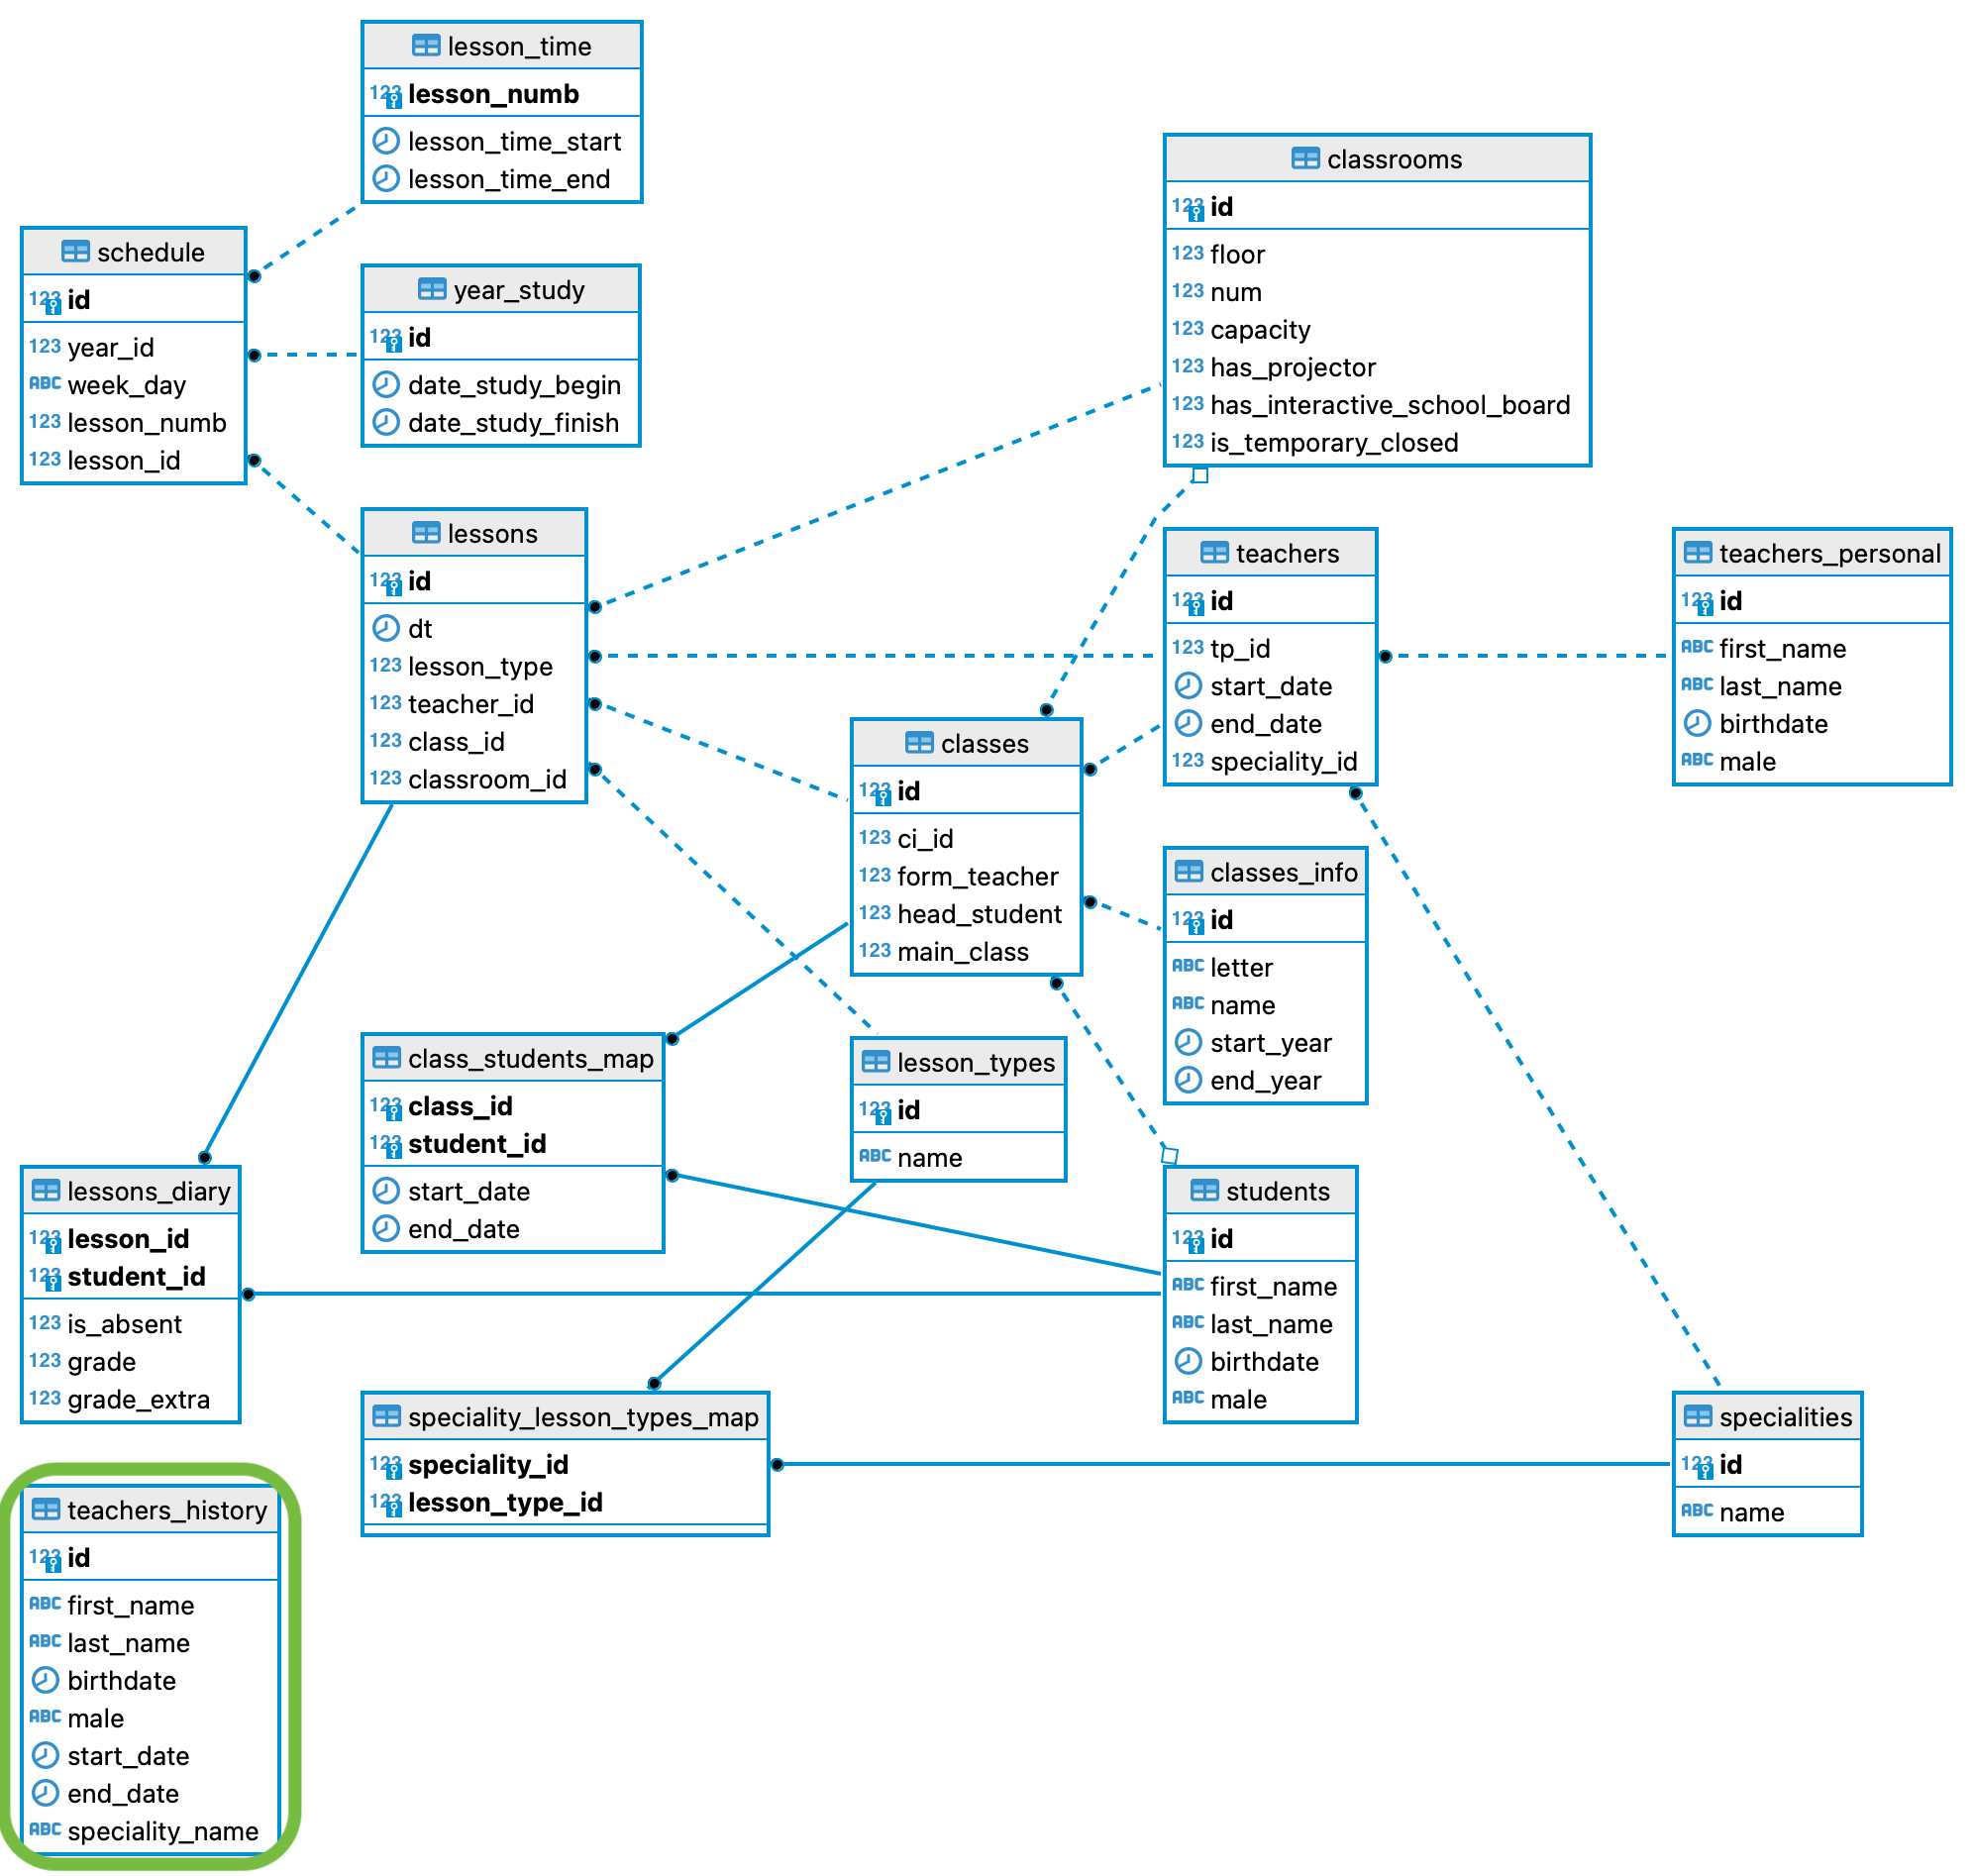 lesson_time
123 lesson_numb
lesson_time_start
lesson_time_end
schedule
123 id
123 year_id
ABC week_day
123 lesson_numb
123 lesson_id
year_study
123 id
date_study_begin
date_study_finish
classrooms
123 id
123 floor
123 num
123 capacity
123 has_projector
123 has_interactive_school_board
123 is_temporary_closed
lessons
123 id
dt
123 lesson_type
123 teacher_id
123 class_id
123 classroom_id
teachers
123 id
123 tp_id
start_date
end_date
123 speciality_id
teachers_personal
123 id
ABC first_name
ABC last_name
birthdate
ABC male
classes
123 id
123 ci_id
123 form_teacher
123 head_student
123 main_class
classes_info
123 id
ABC letter
ABC name
start_year
end_year
class_students_map
123 class_id
123 student_id
start_date
end_date
lesson_types
123 id
ABC name
lessons_diary
123 lesson_id
123 student_id
123 is_absent
123 grade
123 grade_extra
students
123 id
ABC first_name
ABC last_name
birthdate
ABC male
speciality_lesson_types_map
123 speciality_id
123 lesson_type_id
specialities
123 id
ABC name
teachers_history
123 id
ABC first_name
ABC last_name
birthdate
ABC male
start_date
end_date
ABC speciality_name